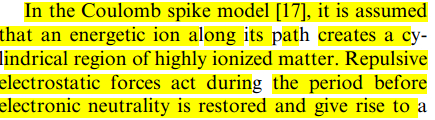 In the Coulomb spike model [17], it is assumed
that an energetic ion along its path creates a cy-
lindrical region of highly ionized matter. Repulsive
electrostatic forces act during the period before
electronic neutrality is restored and give rise to a